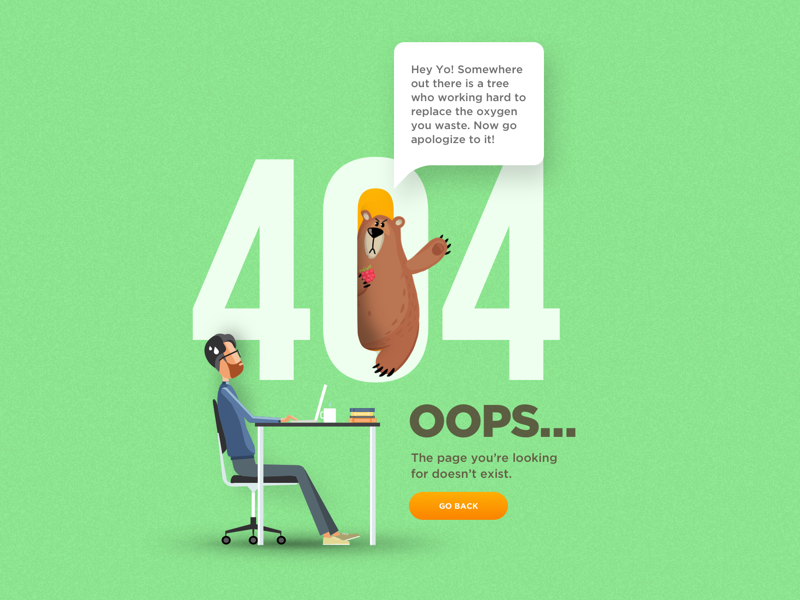 Hey Yo! Somewhere
out there is a tree
who working hard to
replace the oxygen
you waste. Now go
apologize to it!
404
OOPS...
The page you're looking
for doesn't exist.
GO BACK